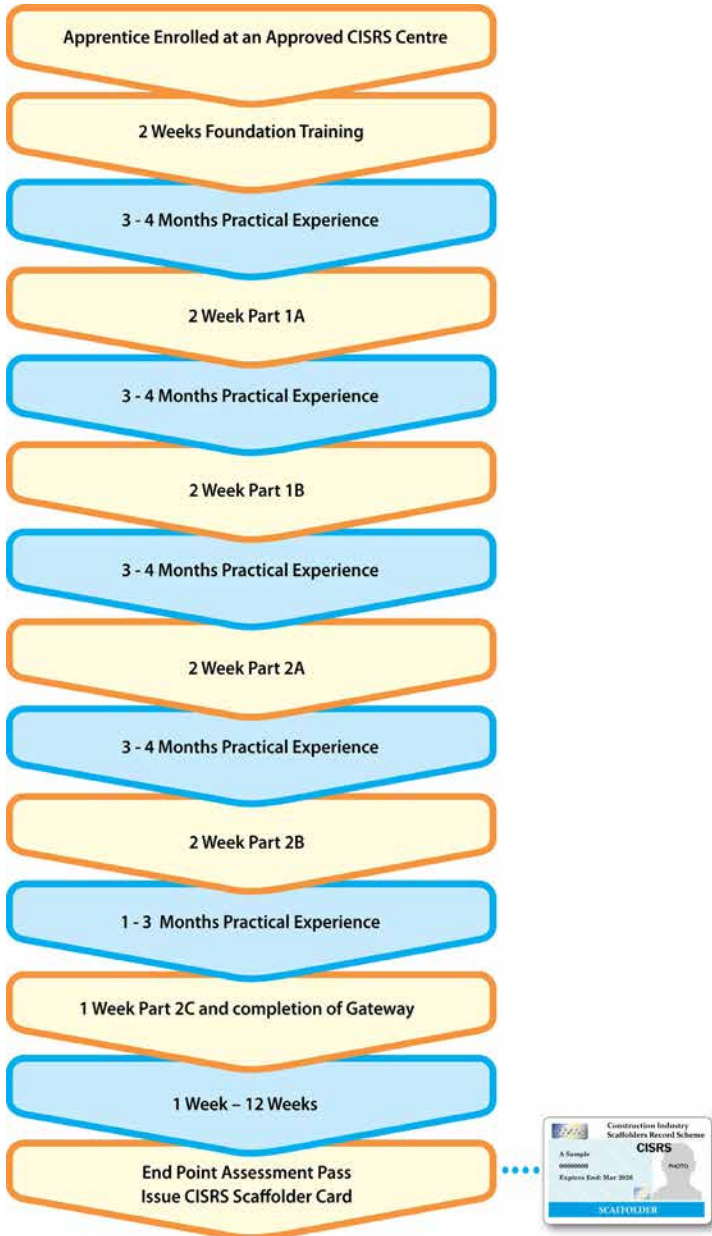 Apprentice Enrolled at an Approved CISRS Centre
2 Weeks Foundation Training
3 - 4 Months Practical Experience
2 Week Part 1A
3 - 4 Months Practical Experience
2 Week Part 1B
3 - 4 Months Practical Experience
2 Week Part 2A
3 - 4 Months Practical Experience
2 Week Part 2B
1 - 3 Months Practical Experience
1 Week Part 2C and completion of Gateway
1 Week – 12 Weeks
End Point Assessment Pass
Issue CISRS Scaffolder Card
Construction Industry
Scaffolders Record Scheme
CISRS
A Sample
00000000
PHOTO
Expires End: Mar 2026
SCAFFOLDER